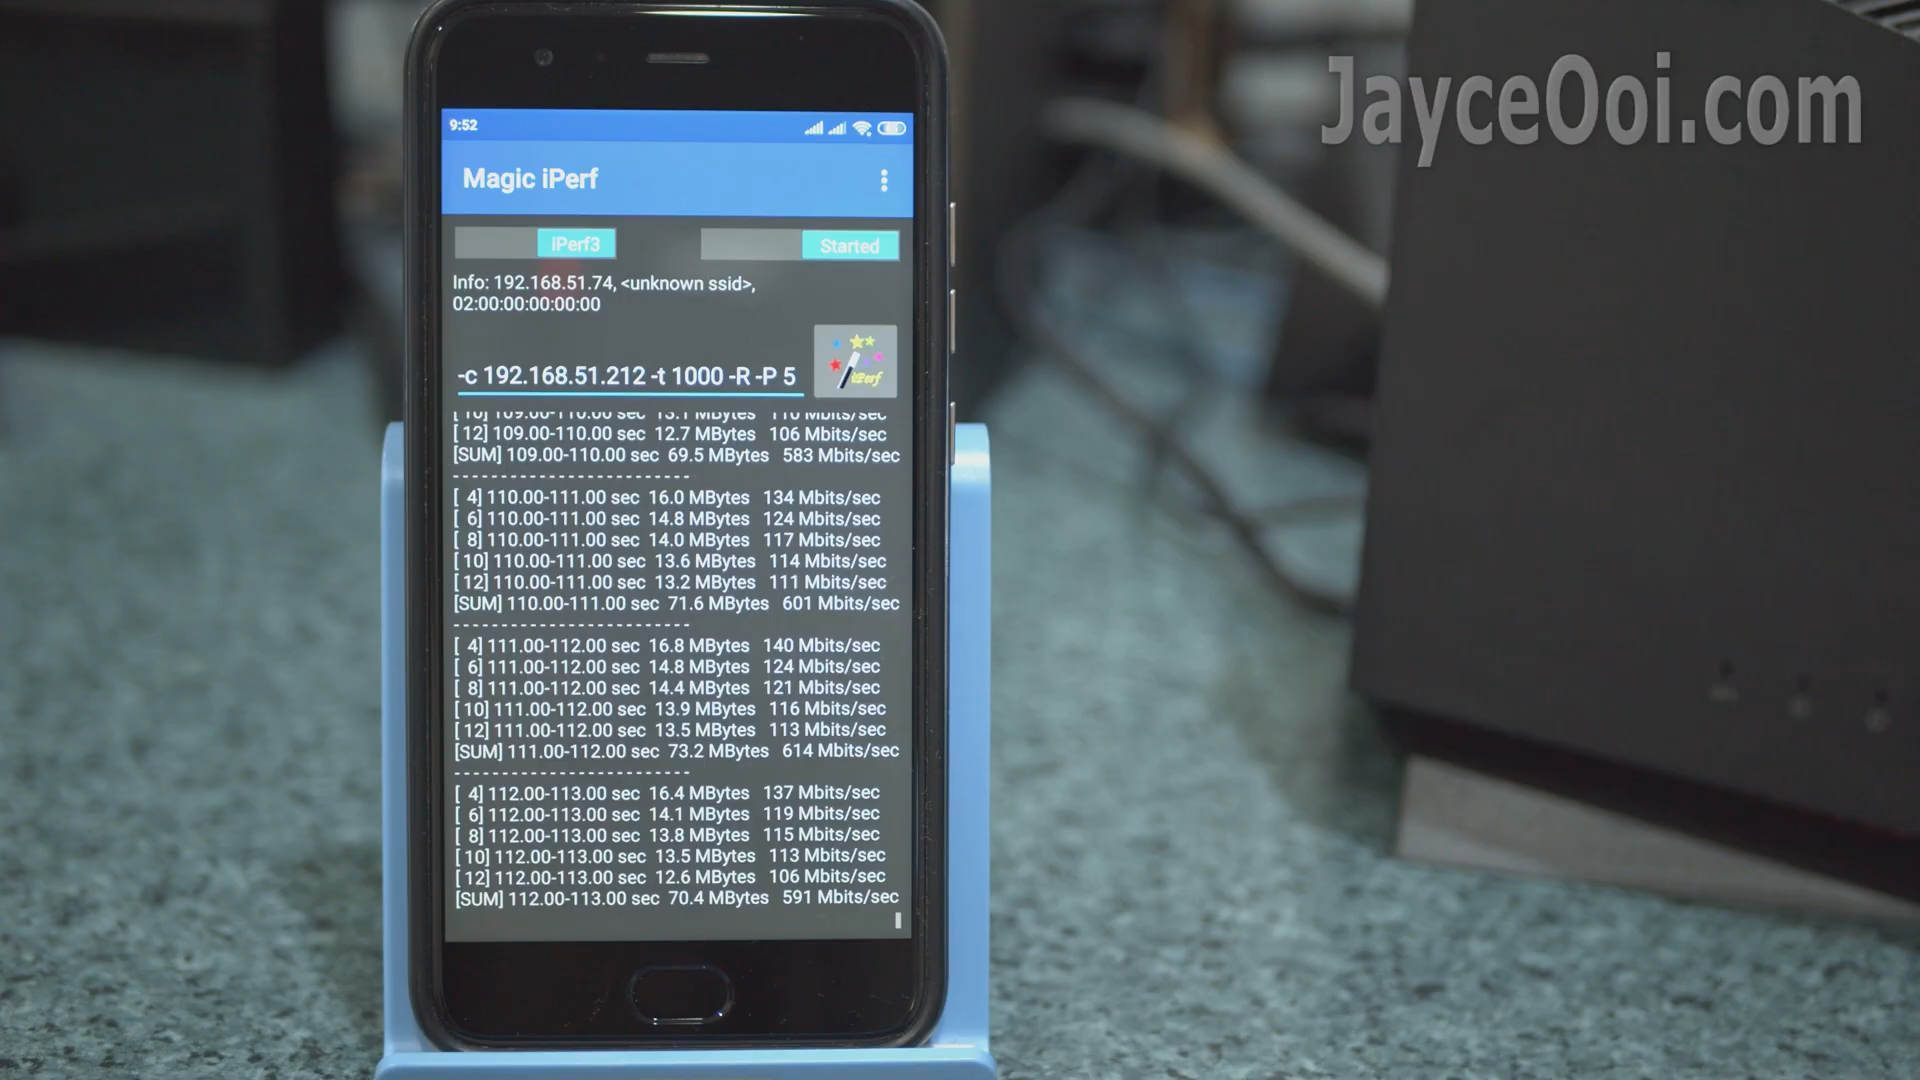 JayceOoi.com
9:52
Magic iPerf
iPerf3
Started
Info: 192.168.51.74, <unknown ssid>,
02:00:00:00:00:00
-c 192.168.51.212 -t 1000 -R -P 5
iPerf
[ 10] 109.00-110.00 sec 13.1 MBytes 110 Mbits/sec
[ 12] 109.00-110.00 sec 12.7 MBytes 106 Mbits/sec
[SUM] 109.00-110.00 sec 69.5 MBytes 583 Mbits/sec
- - - - - - - - - - - - - - - - - - - - - - - - -
[ 4] 110.00-111.00 sec 16.0 MBytes 134 Mbits/sec
[ 6] 110.00-111.00 sec 14.8 MBytes 124 Mbits/sec
[ 8] 110.00-111.00 sec 14.0 MBytes 117 Mbits/sec
[ 10] 110.00-111.00 sec 13.6 MBytes 114 Mbits/sec
[ 12] 110.00-111.00 sec 13.2 MBytes 111 Mbits/sec
[SUM] 110.00-111.00 sec 71.6 MBytes 601 Mbits/sec
- - - - - - - - - - - - - - - - - - - - - - - - -
[ 4] 111.00-112.00 sec 16.8 MBytes 140 Mbits/sec
[ 6] 111.00-112.00 sec 14.8 MBytes 124 Mbits/sec
[ 8] 111.00-112.00 sec 14.4 MBytes 121 Mbits/sec
[ 10] 111.00-112.00 sec 13.9 MBytes 116 Mbits/sec
[ 12] 111.00-112.00 sec 13.5 MBytes 113 Mbits/sec
[SUM] 111.00-112.00 sec 73.2 MBytes 614 Mbits/sec
- - - - - - - - - - - - - - - - - - - - - - - - -
[ 4] 112.00-113.00 sec 16.4 MBytes 137 Mbits/sec
[ 6] 112.00-113.00 sec 14.1 MBytes 119 Mbits/sec
[ 8] 112.00-113.00 sec 13.8 MBytes 115 Mbits/sec
[ 10] 112.00-113.00 sec 13.5 MBytes 113 Mbits/sec
[ 12] 112.00-113.00 sec 12.6 MBytes 106 Mbits/sec
[SUM] 112.00-113.00 sec 70.4 MBytes 591 Mbits/sec